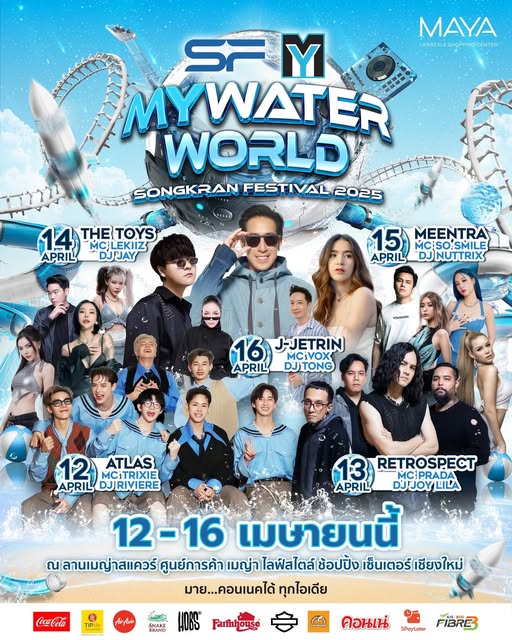 SF MY
MAYA
LIFESTYLE SHOPPING CENTER
MYWATER
WORLD
SONGKRAN FESTIVAL 2025
14 APRIL
THE TOYS
MC LEKIIZ
DJ JAY
15 APRIL
MEENTRA
MC SO SMILE
DJ NUTTRIX
16 APRIL
J-JETRIN
MC VOX
DJ TONG
12 APRIL
ATLAS
MC TRIXIE
DJ RIVIERE
13 APRIL
RETROSPECT
MC PRADA
DJ JOY LILA
12 - 16 เมษายนนี้
ณ ลานเมญ่าสแควร์ ศูนย์การค้า เมญ่า ไลฟ์สไตล์ ช้อปปิ้ง เซ็นเตอร์ เชียงใหม่
มาย...คอนเนคได้ ทุกไอเดีย
Coca-Cola
TIP
AirAsia
SNAKE BRAND
HOBS
Farmhouse
คอนเน่
SPayLater
FIBRE3